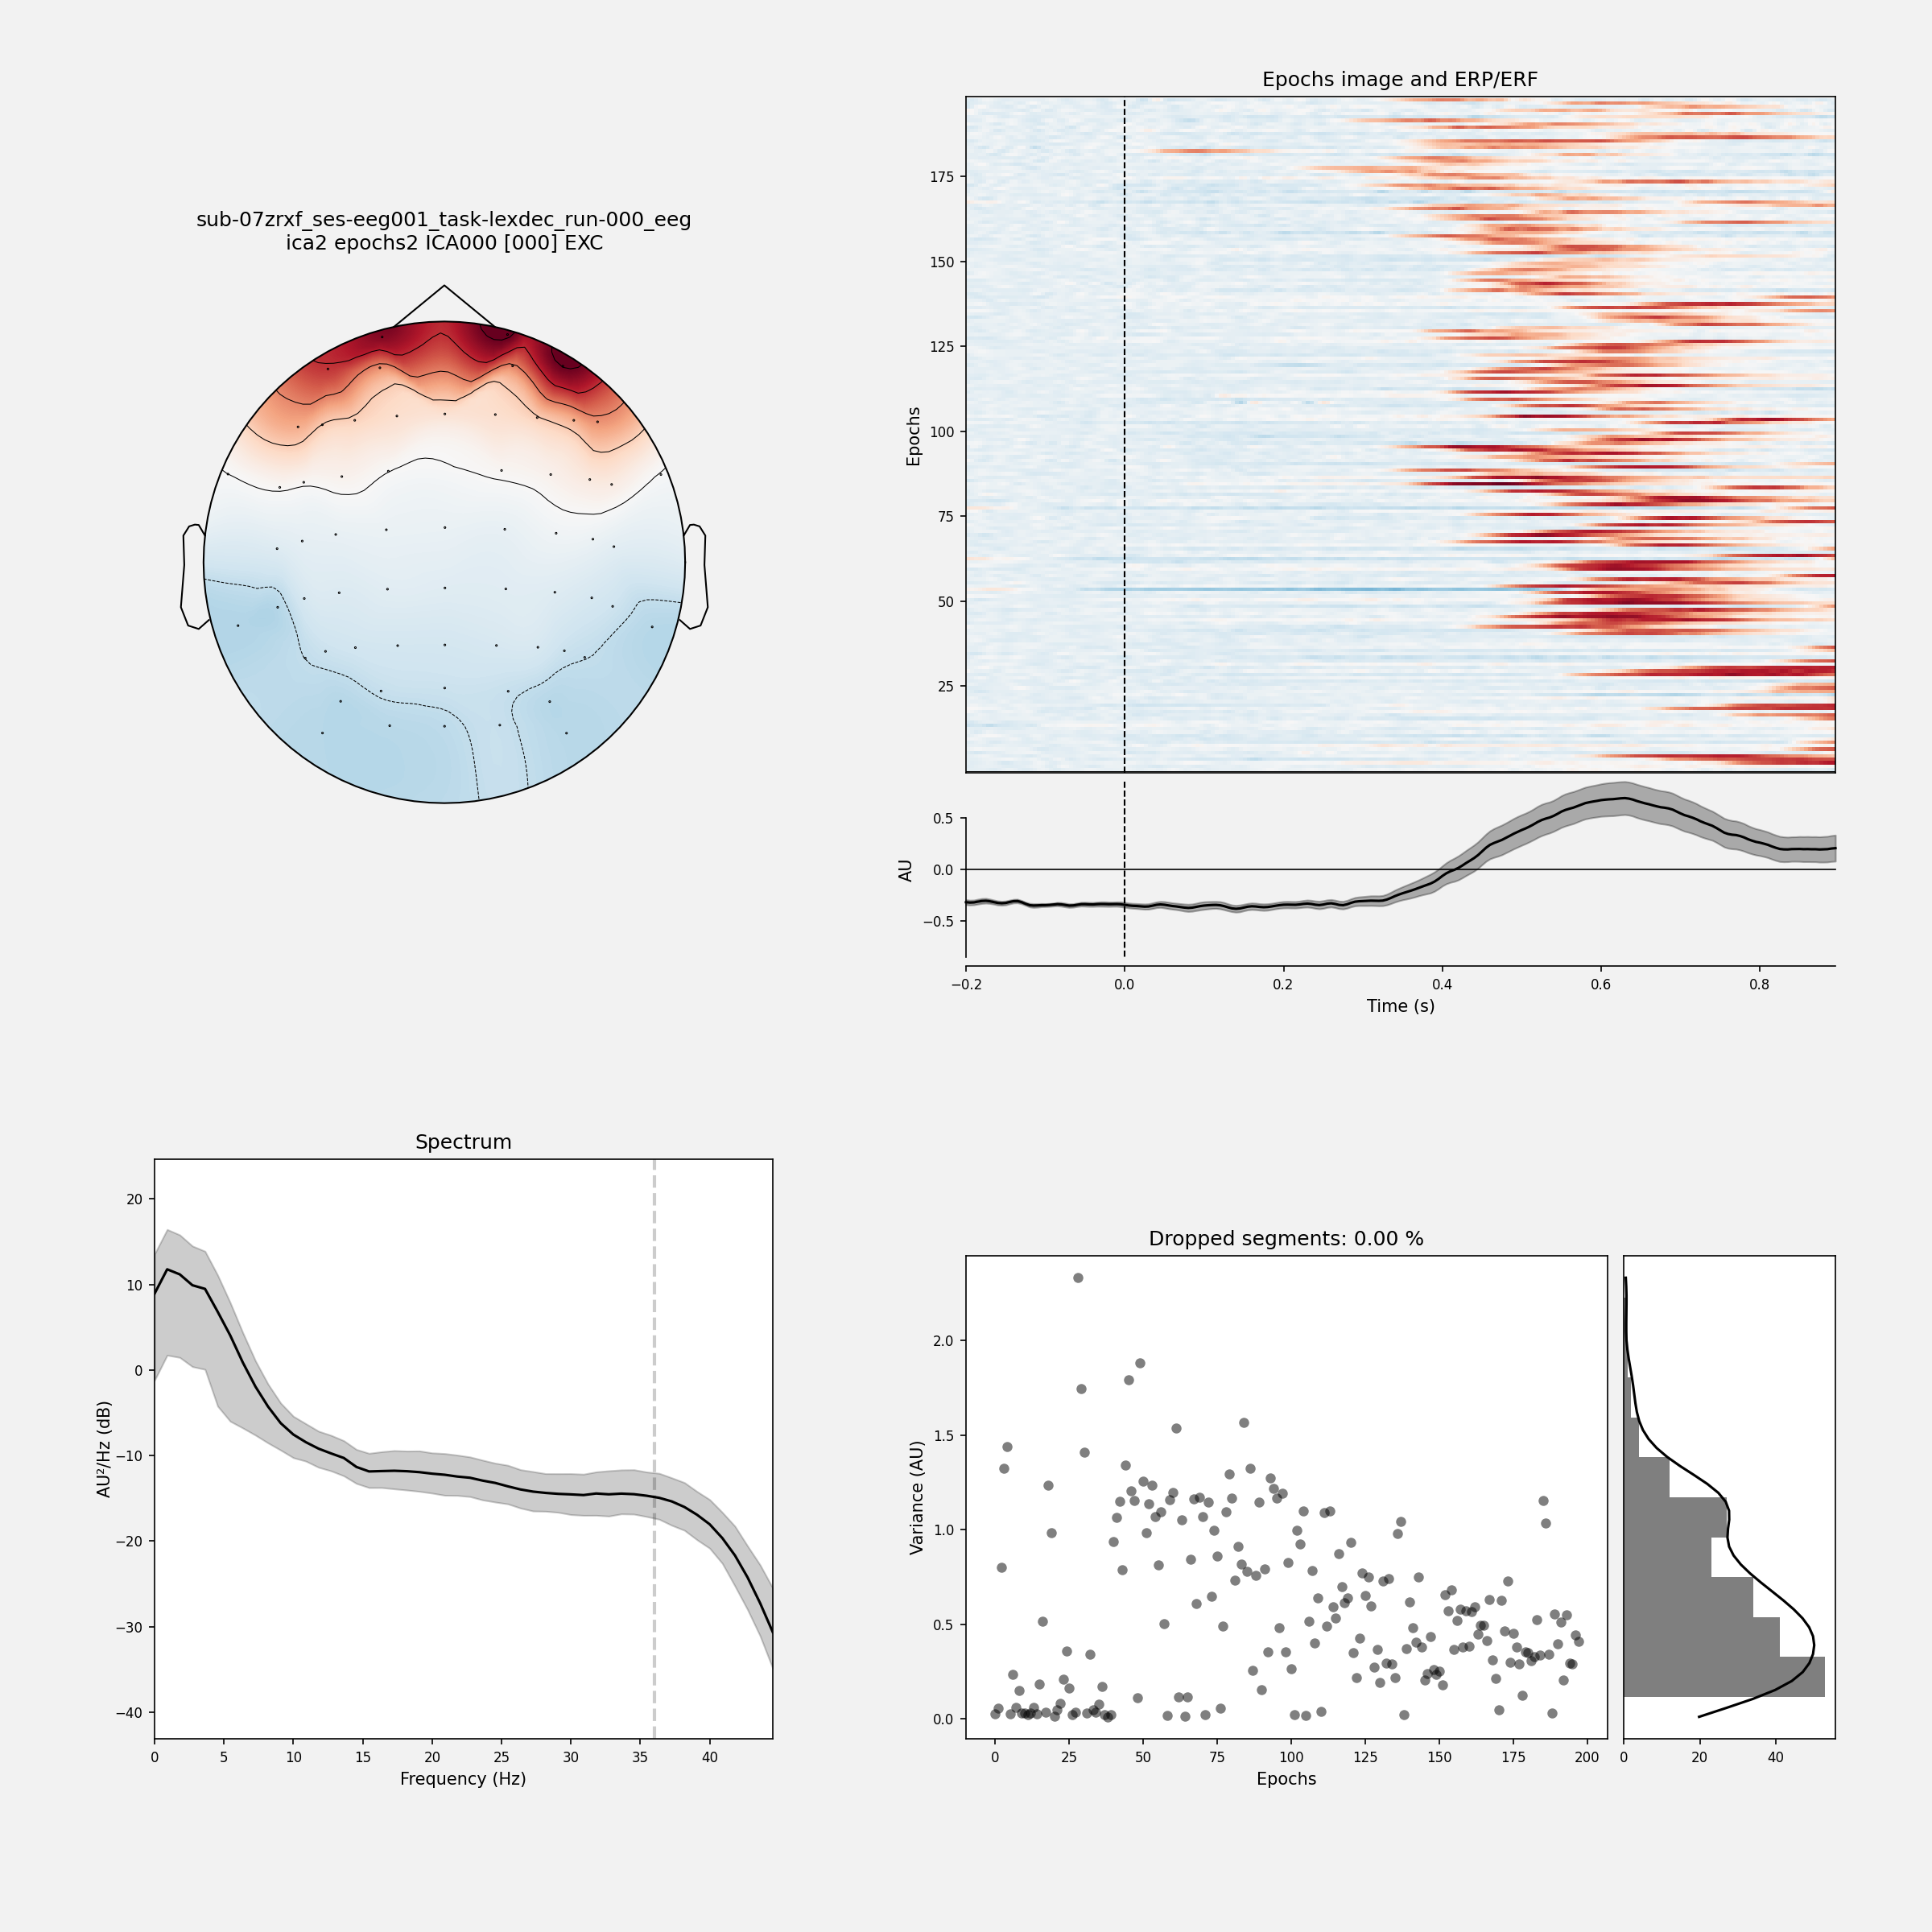 sub-07zrxf_ses-eeg001_task-lexdec_run-000_eeg
ica2 epochs2 ICA000 [000] EXC
Epochs image and ERP/ERF
Epochs
175
150
125
100
75
50
25
AU
0.5
0.0
−0.5
−0.2 0.0 0.2 0.4 0.6 0.8
Time (s)
Spectrum
AU²/Hz (dB)
20
10
0
−10
−20
−30
−40
0 5 10 15 20 25 30 35 40
Frequency (Hz)
Dropped segments: 0.00 %
Variance (AU)
2.0
1.5
1.0
0.5
0.0
0 25 50 75 100 125 150 175 200
Epochs
0 20 40